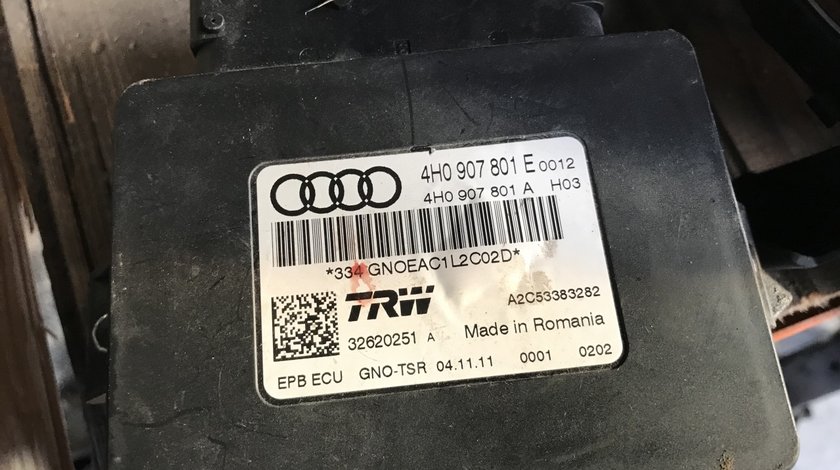 4H0 907 801 E 0012
4H0 907 801 A H03
*334 GNOEAC1L2C02D*
TRW A2C53383282
32620251 A Made in Romania
EPB ECU GNO-TSR 04.11.11 0001 0202